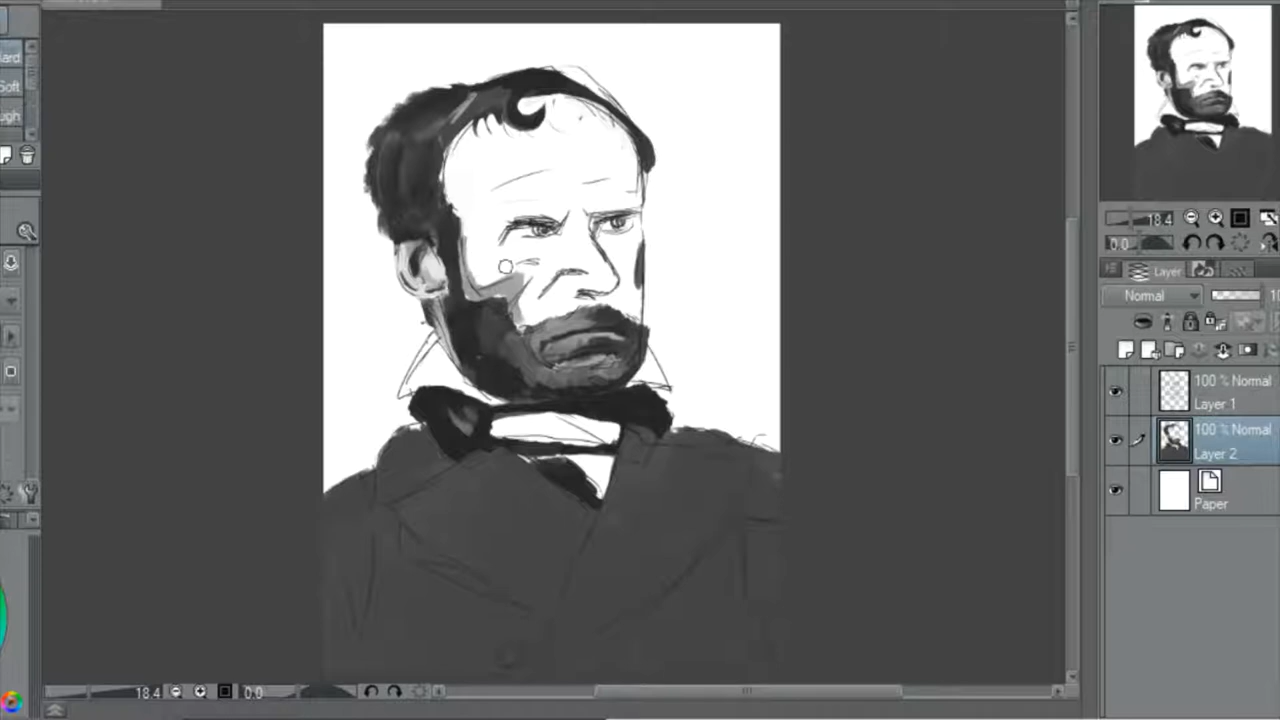 ard
Soft
ugh
18.4
0.0
Layer
Normal
10
100 % Normal
Layer 1
100 % Normal
Layer 2
Paper
18.4
0.0